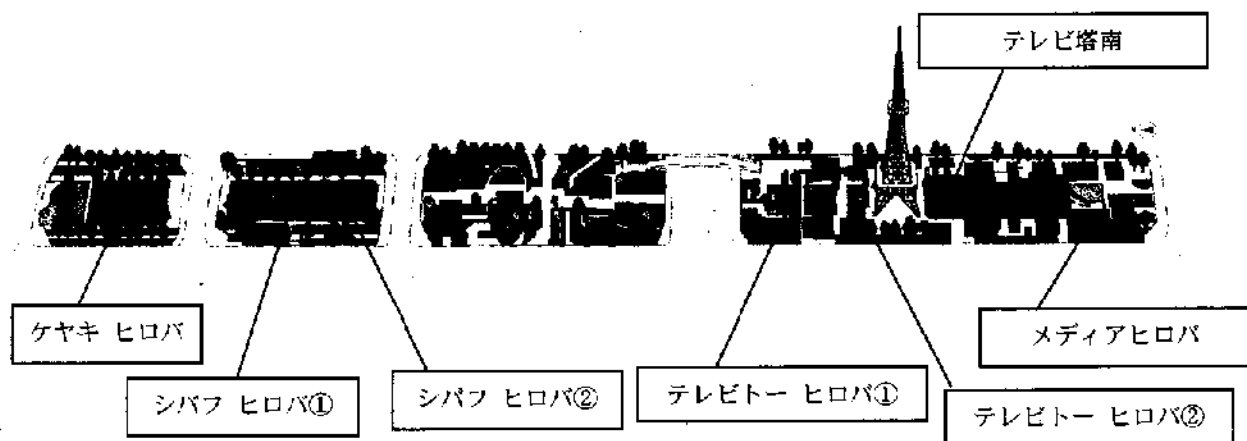 テレビ塔南
ケヤキ ヒロバ
シバフ ヒロバ①
シバフ ヒロバ②
テレビトー ヒロバ①
テレビトー ヒロバ②
メディアヒロバ